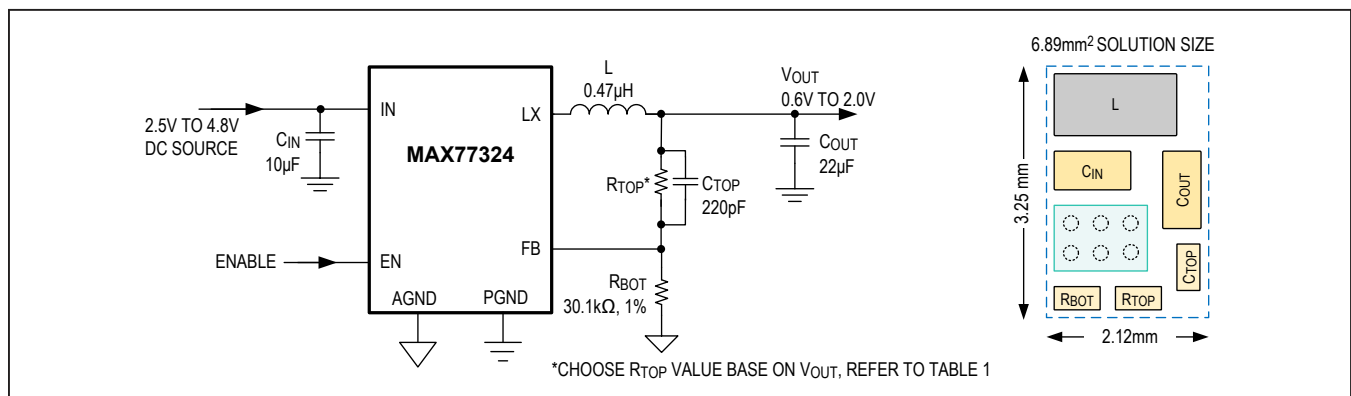 L
0.47µH
VOUT
0.6V TO 2.0V
IN
LX
2.5V TO 4.8V
DC SOURCE
CIN
10µF
MAX77324
COUT
22µF
RTOP*
CTOP
220pF
FB
ENABLE
EN
AGND
PGND
RBOT
30.1kΩ, 1%
*CHOOSE RTOP VALUE BASE ON VOUT, REFER TO TABLE 1
6.89mm² SOLUTION SIZE
L
CIN
COUT
3.25 mm
CTOP
RBOT
RTOP
2.12mm